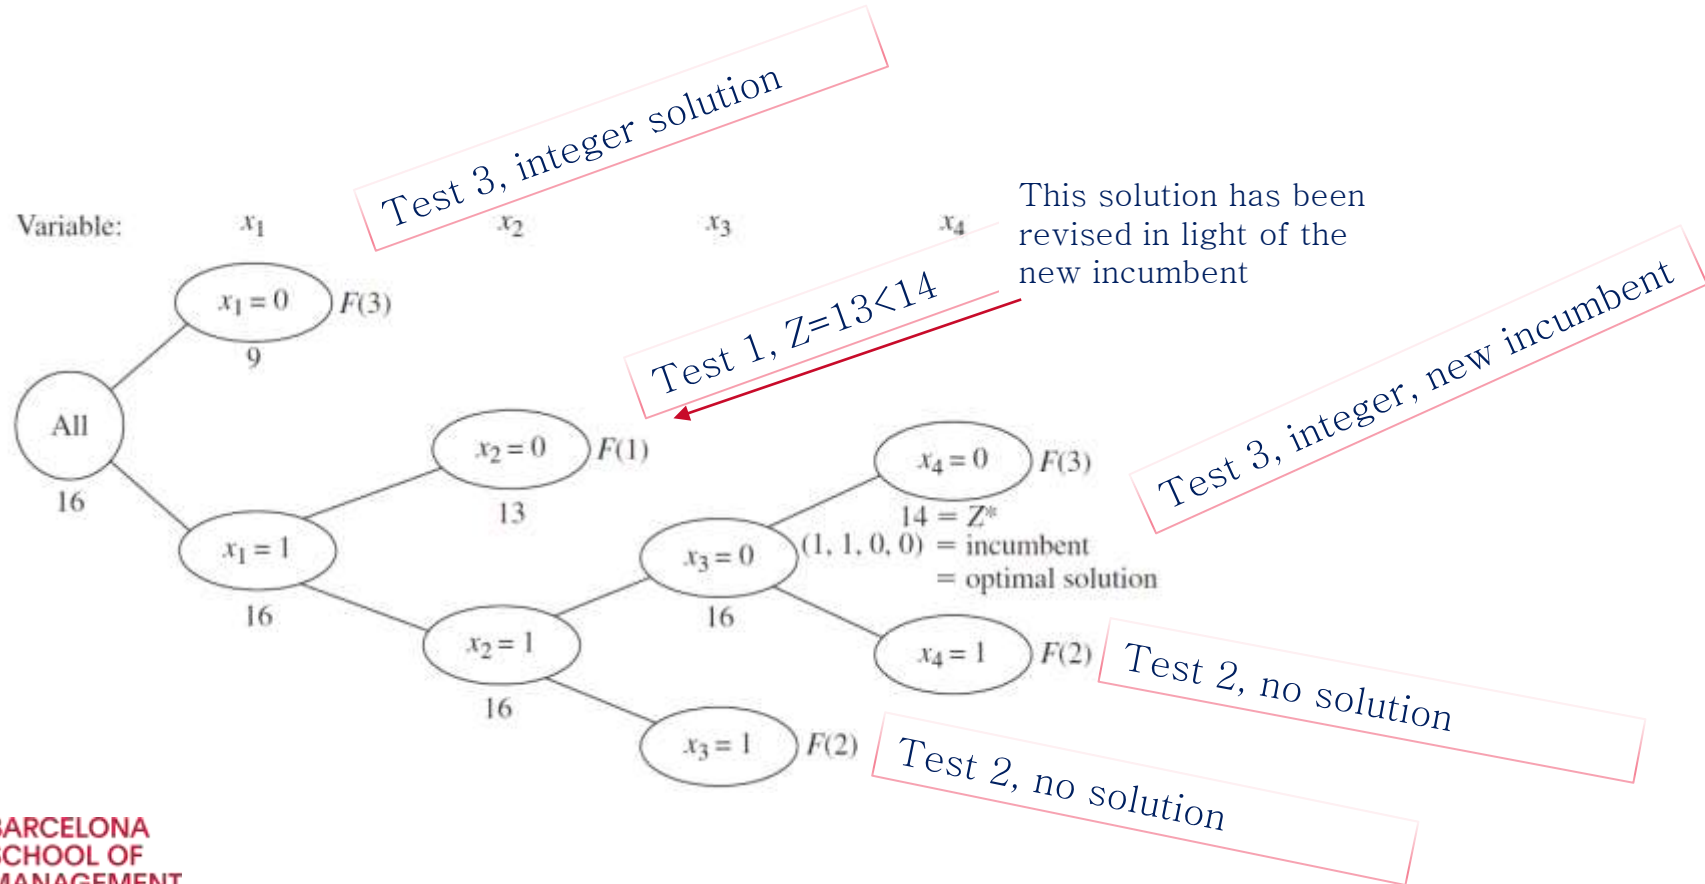 Test 3, integer solution
Variable: x1 x2 x3 x4
This solution has been
revised in light of the
new incumbent
x1 = 0 F(3)
9
Test 1, Z=13<14
Test 3, integer, new incumbent
All
16
x2 = 0 F(1)
13
x4 = 0 F(3)
14 = Z*
(1, 1, 0, 0) = incumbent
= optimal solution
x1 = 1
16
x3 = 0
16
x2 = 1
16
x4 = 1 F(2)
Test 2, no solution
x3 = 1 F(2)
Test 2, no solution
BARCELONA
SCHOOL OF
MANAGEMENT